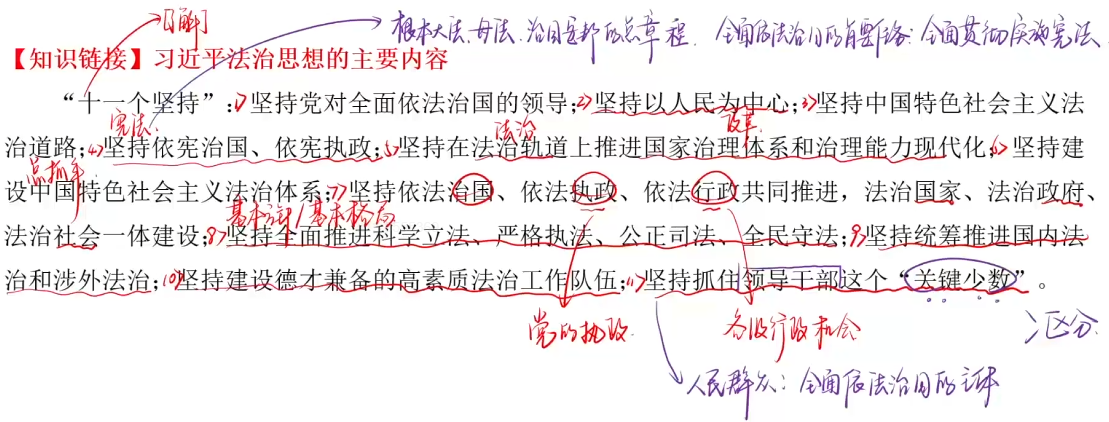 [了解]
根本大法、母法、治国安邦的总章程. 全面依法治国的首要任务:全面贯彻实施宪法.
【知识链接】习近平法治思想的主要内容
“十一个坚持”:1)坚持党对全面依法治国的领导;2)坚持以人民为中心;3)坚持中国特色社会主义法
宪法. 法治 改革
治道路;4)坚持依宪治国、依宪执政;5)坚持在法治轨道上推进国家治理体系和治理能力现代化;6)坚持建
总抓手
设中国特色社会主义法治体系;7)坚持依法治国、依法执政、依法行政共同推进,法治国家、法治政府、
基本方针/基本格局
法治社会一体建设;8)坚持全面推进科学立法、严格执法、公正司法、全民守法;9)坚持统筹推进国内法
治和涉外法治;10)坚持建设德才兼备的高素质法治工作队伍;11)坚持抓住领导干部这个“关键少数”。
党的执政. 各级行政机关 区分.
人民群众:全面依法治国的主体